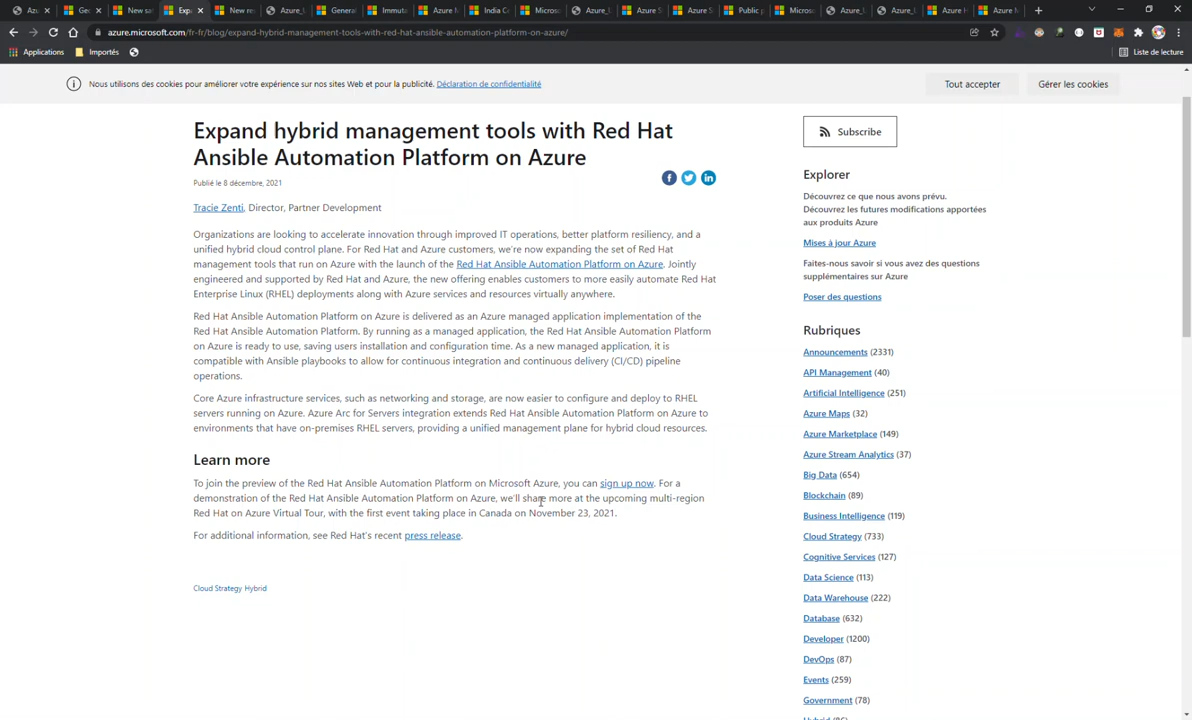 Az
Ge
New sa
Exp
New re
Azure_U
Genera
Immuta
Azure M
India C
Microso
Azure_
Azure S
Azure S
Public p
Microso
Azure_U
Azure_U
Azure H
Azure M
azure.microsoft.com/fr-fr/blog/expand-hybrid-management-tools-with-red-hat-ansible-automation-platform-on-azure/
Applications
Importés
Liste de lecture
Nous utilisons des cookies pour améliorer votre expérience sur nos sites Web et pour la publicité. Déclaration de confidentialité
Tout accepter
Gérer les cookies
Expand hybrid management tools with Red Hat
Ansible Automation Platform on Azure
Publié le 8 décembre, 2021
Tracie Zenti, Director, Partner Development
Organizations are looking to accelerate innovation through improved IT operations, better platform resiliency, and a
unified hybrid cloud control plane. For Red Hat and Azure customers, we're now expanding the set of Red Hat
management tools that run on Azure with the launch of the Red Hat Ansible Automation Platform on Azure. Jointly
engineered and supported by Red Hat and Azure, the new offering enables customers to more easily automate Red Hat
Enterprise Linux (RHEL) deployments along with Azure services and resources virtually anywhere.
Red Hat Ansible Automation Platform on Azure is delivered as an Azure managed application implementation of the
Red Hat Ansible Automation Platform. By running as a managed application, the Red Hat Ansible Automation Platform
on Azure is ready to use, saving users installation and configuration time. As a new managed application, it is
compatible with Ansible playbooks to allow for continuous integration and continuous delivery (CI/CD) pipeline
operations.
Core Azure infrastructure services, such as networking and storage, are now easier to configure and deploy to RHEL
servers running on Azure. Azure Arc for Servers integration extends Red Hat Ansible Automation Platform on Azure to
environments that have on-premises RHEL servers, providing a unified management plane for hybrid cloud resources.
Learn more
To join the preview of the Red Hat Ansible Automation Platform on Microsoft Azure, you can sign up now. For a
demonstration of the Red Hat Ansible Automation Platform on Azure, we'll share more at the upcoming multi-region
Red Hat on Azure Virtual Tour, with the first event taking place in Canada on November 23, 2021.
For additional information, see Red Hat's recent press release.
Cloud Strategy Hybrid
Subscribe
Explorer
Découvrez ce que nous avons prévu.
Découvrez les futures modifications apportées
aux produits Azure
Mises à jour Azure
Faites-nous savoir si vous avez des questions
supplémentaires sur Azure
Poser des questions
Rubriques
Announcements (2331)
API Management (40)
Artificial Intelligence (251)
Azure Maps (32)
Azure Marketplace (149)
Azure Stream Analytics (37)
Big Data (654)
Blockchain (89)
Business Intelligence (119)
Cloud Strategy (733)
Cognitive Services (127)
Data Science (113)
Data Warehouse (222)
Database (632)
Developer (1200)
DevOps (87)
Events (259)
Government (78)